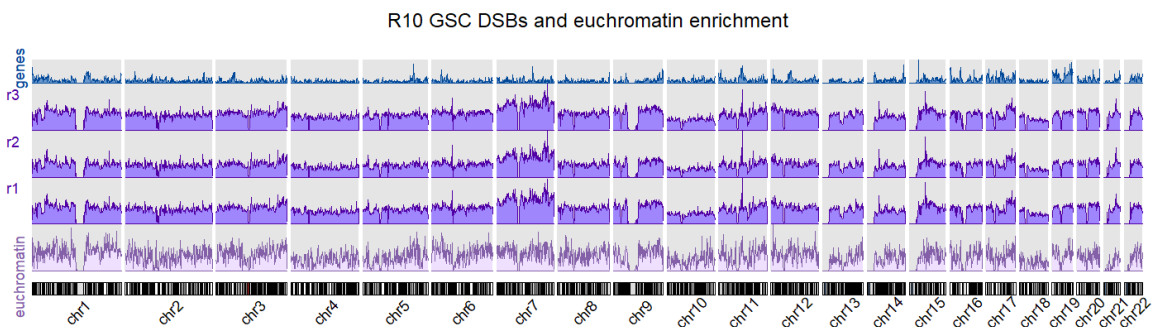 R10 GSC DSBs and euchromatin enrichment
genes
r3
r2
r1
euchromatin
chr1
chr2
chr3
chr4
chr5
chr6
chr7
chr8
chr9
chr10
chr11
chr12
chr13
chr14
chr15
chr16
chr17
chr18
chr19
chr20
chr21
chr22